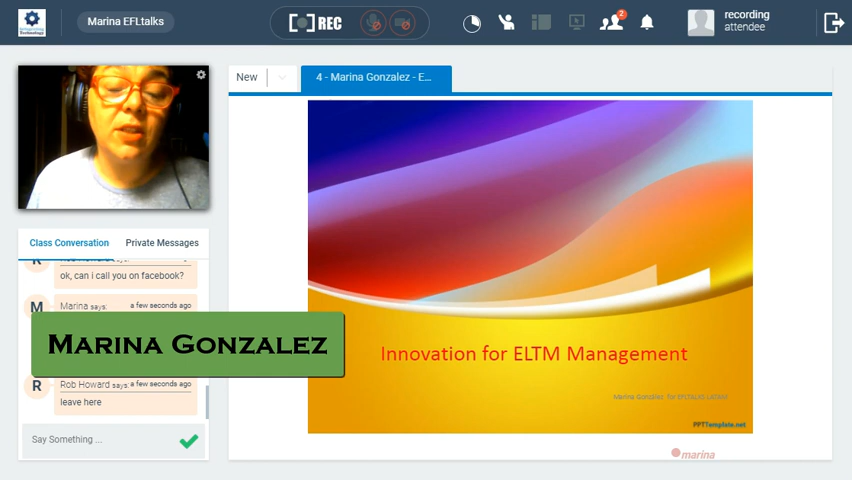 Marina EFLtalks
REC
2
recording
attendee
New
4 - Marina Gonzalez - E...
Class Conversation
Private Messages
R
ok, can i call you on facebook?
M
Marina says:
a few seconds ago
MARINA GONZALEZ
R
Rob Howard says:
a few seconds ago
leave here
Say Something ...
Innovation for ELTM Management
Marina González for EFLTALKS LATAM
PPTTemplate.net
marina